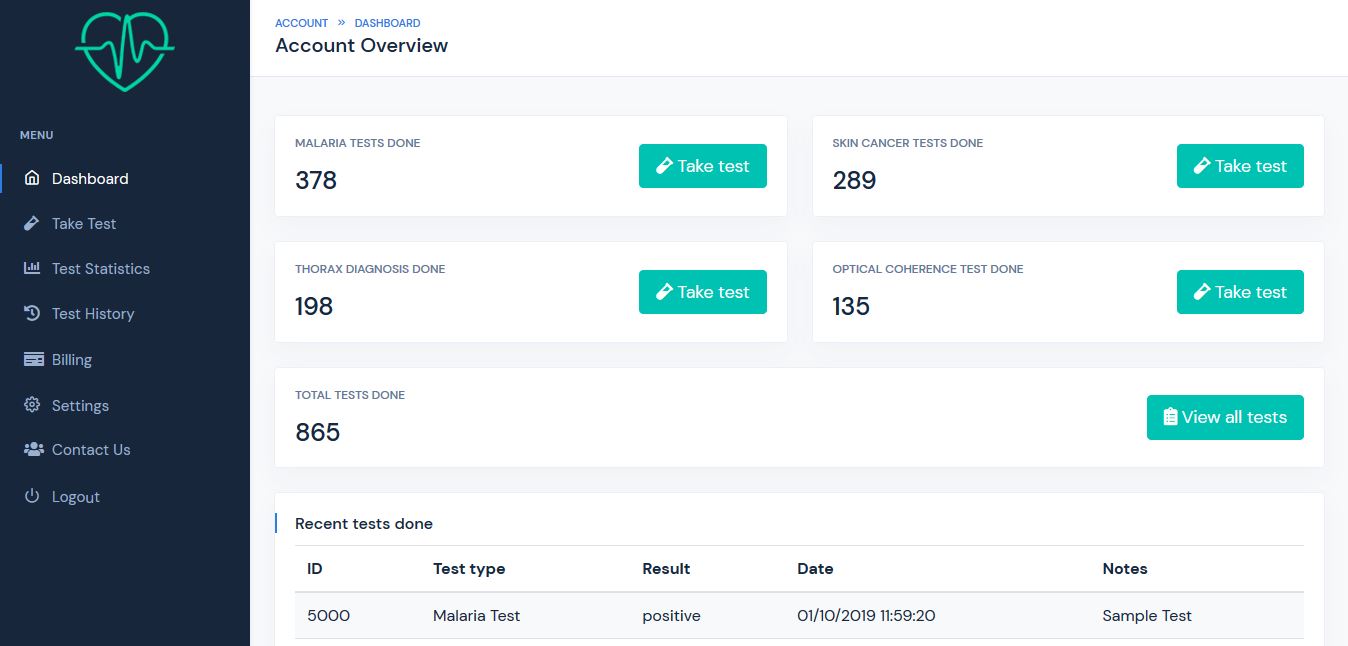 ACCOUNT » DASHBOARD
Account Overview
MENU
Dashboard
Take Test
Test Statistics
Test History
Billing
Settings
Contact Us
Logout
MALARIA TESTS DONE
378
Take test
SKIN CANCER TESTS DONE
289
Take test
THORAX DIAGNOSIS DONE
198
Take test
OPTICAL COHERENCE TEST DONE
135
Take test
TOTAL TESTS DONE
865
View all tests
Recent tests done
ID Test type Result Date Notes
5000 Malaria Test positive 01/10/2019 11:59:20 Sample Test